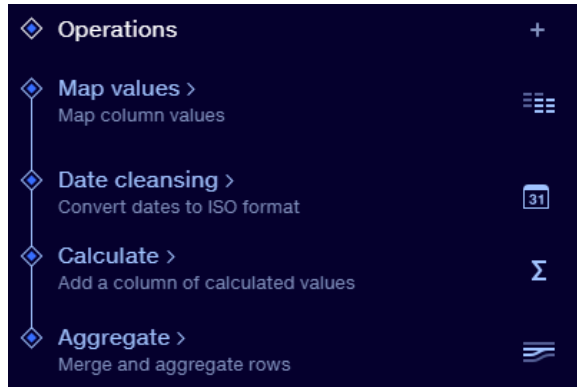 Operations +
Map values >
Map column values
Date cleansing >
Convert dates to ISO format
31
Calculate >
Add a column of calculated values
Σ
Aggregate >
Merge and aggregate rows